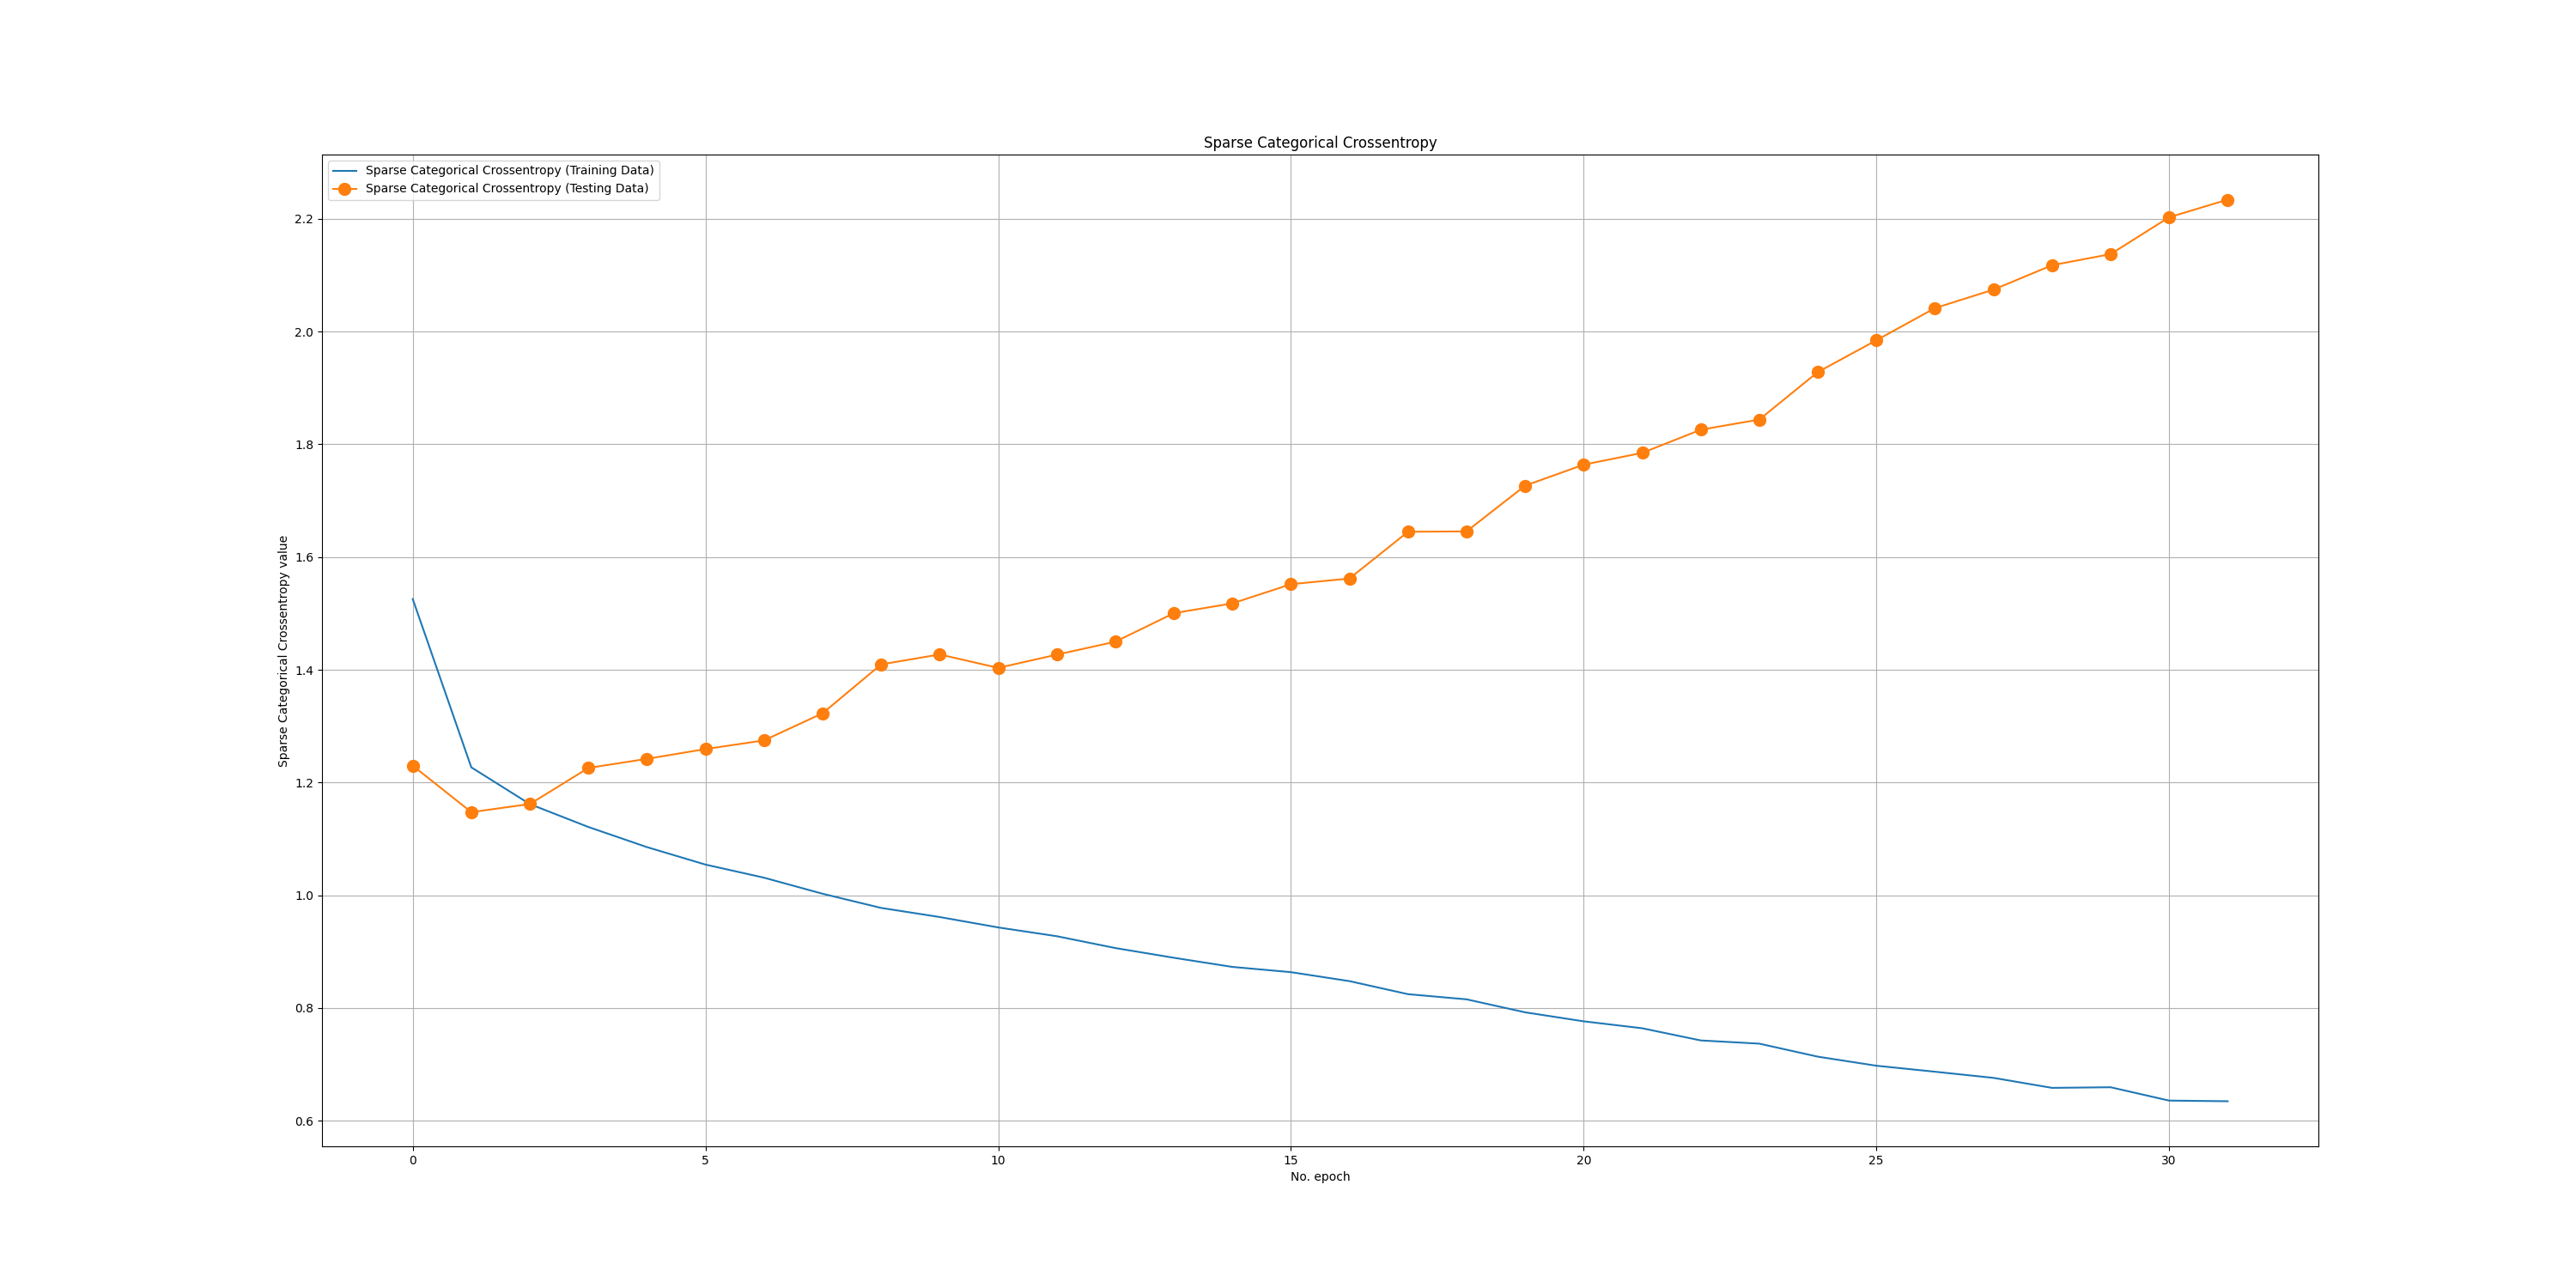 Sparse Categorical Crossentropy
Sparse Categorical Crossentropy (Training Data)
Sparse Categorical Crossentropy (Testing Data)
Sparse Categorical Crossentropy value
2.2
2.0
1.8
1.6
1.4
1.2
1.0
0.8
0.6
0 5 10 15 20 25 30
No. epoch